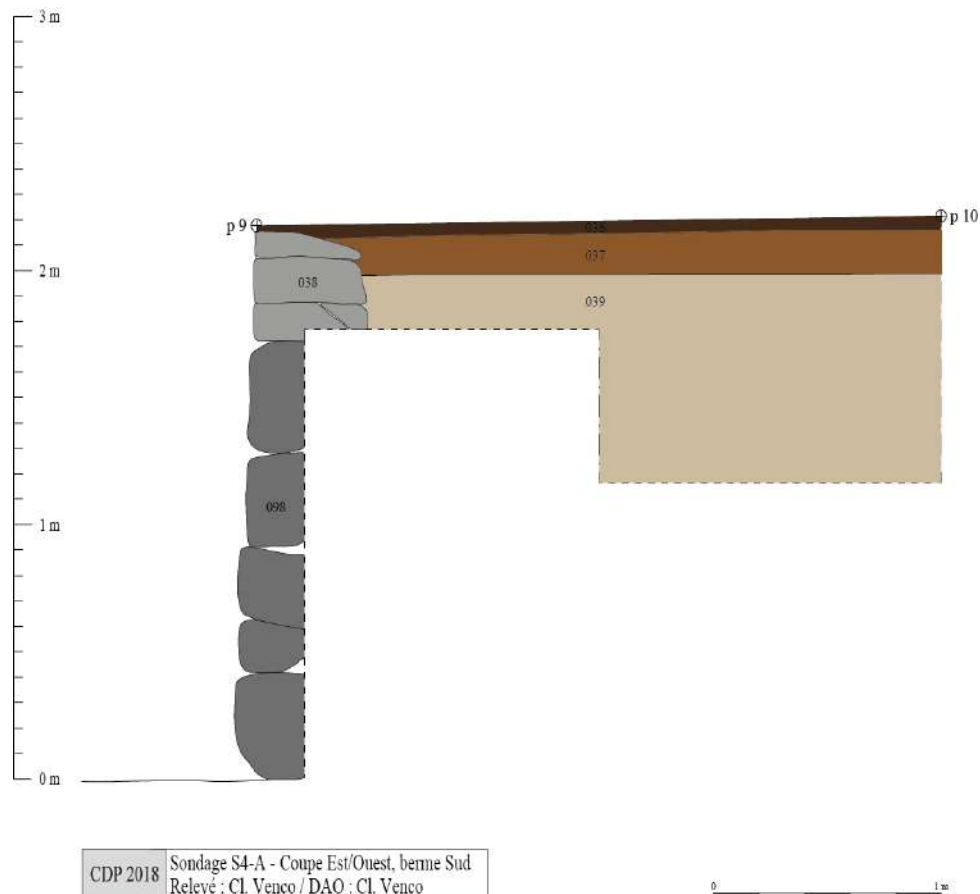 3 m
p 9
p 10
036
037
2 m
038
039
098
1 m
0 m
CDP 2018
Sondage S4-A - Coupe Est/Ouest, berme Sud
Relevé : Cl. Venco / DAO : Cl. Venco
0
1 m